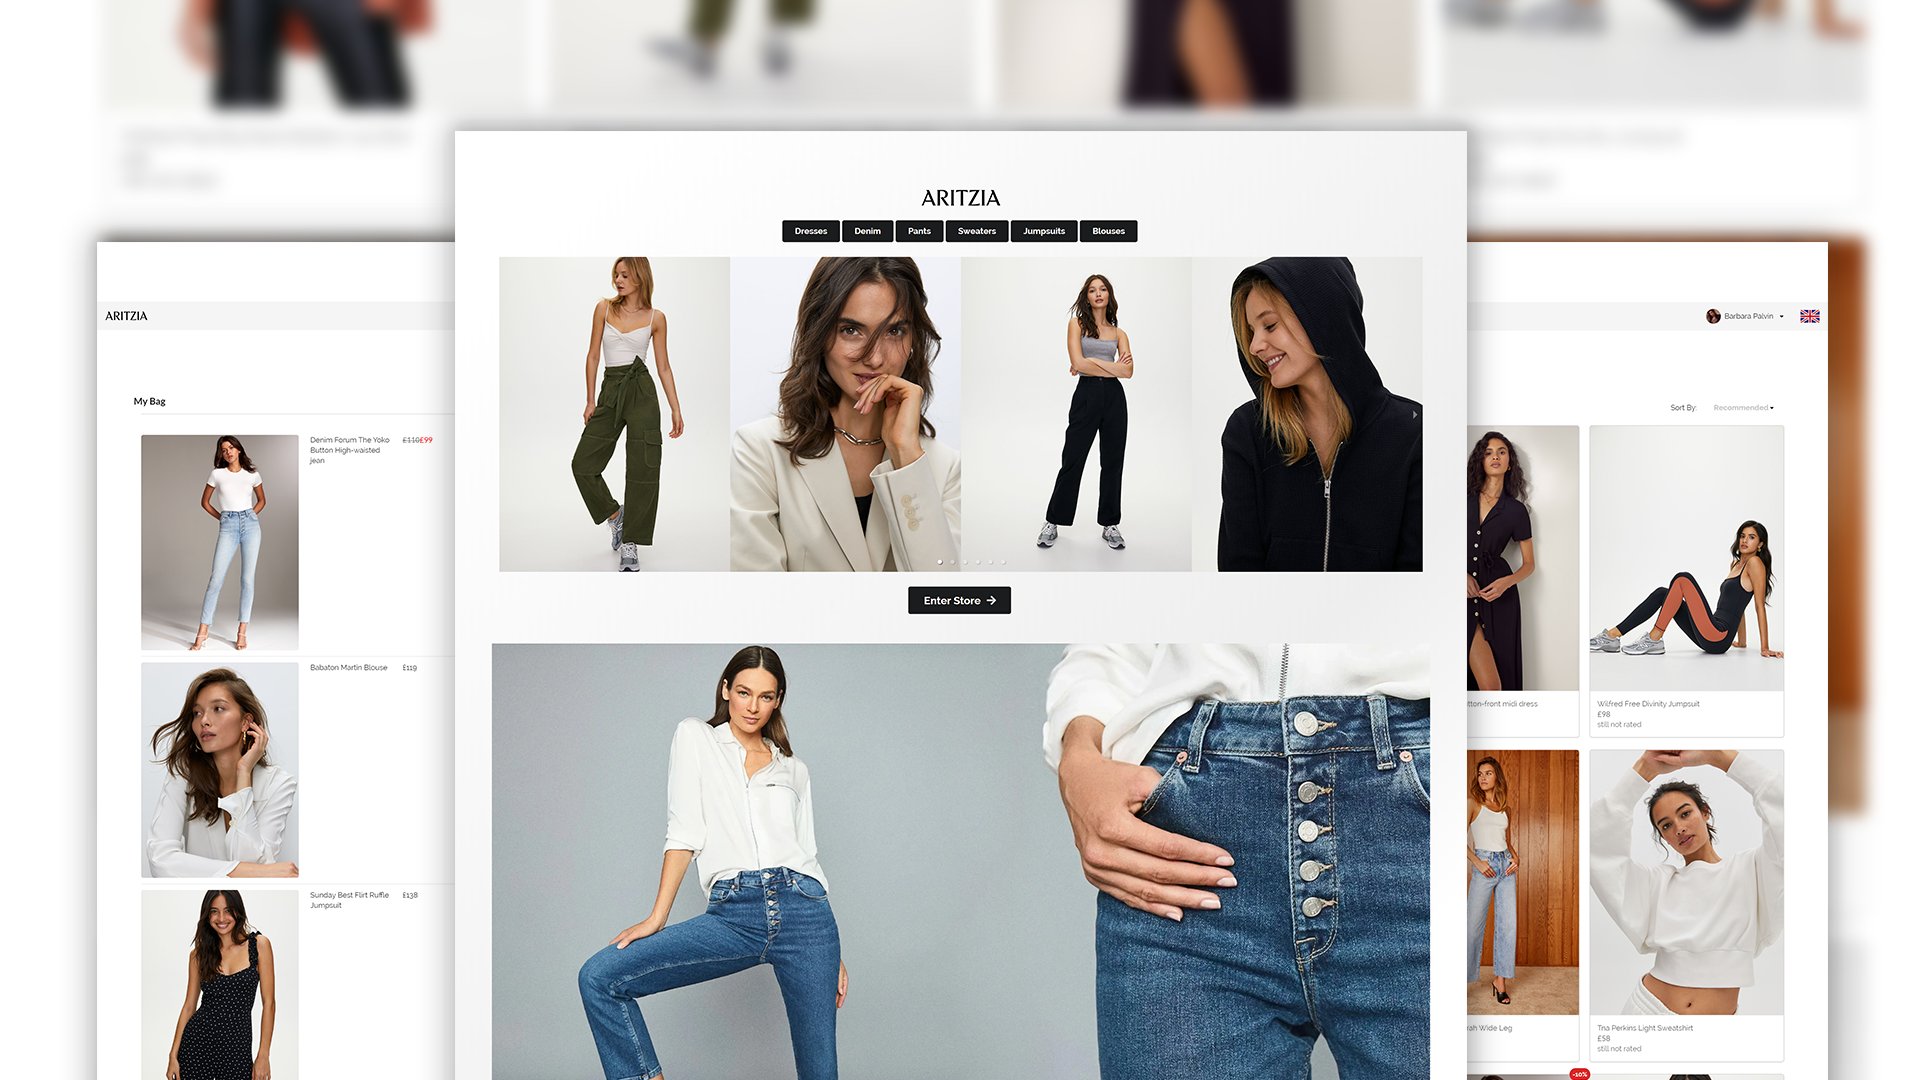 ARITZIA
Dresses
Denim
Pants
Sweaters
Jumpsuits
Blouses
Enter Store
ARITZIA
My Bag
Denim Forum The Yoko £110£99
Button High-waisted
jean
Babaton Martin Blouse £119
Sunday Best Flirt Ruffle £138
Jumpsuit
Barbara Palvin
Sort By: Recommended
tton-front midi dress
Wilfred Free Divinity Jumpsuit
£98
still not rated
ah Wide Leg
Tna Perkins Light Sweatshirt
£58
still not rated
-10%